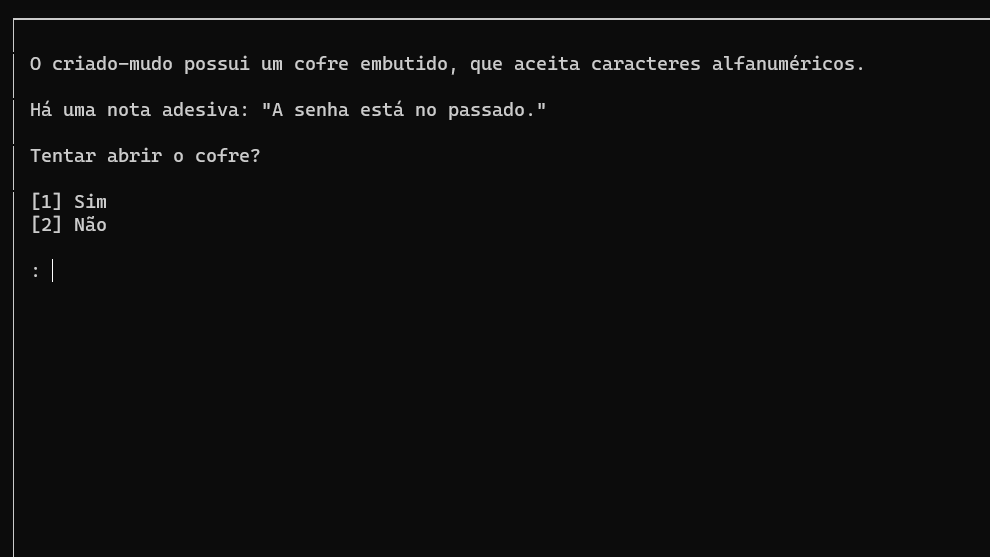 O criado-mudo possui um cofre embutido, que aceita caracteres alfanuméricos.
Há uma nota adesiva: "A senha está no passado."
Tentar abrir o cofre?
[1] Sim
[2] Não
: